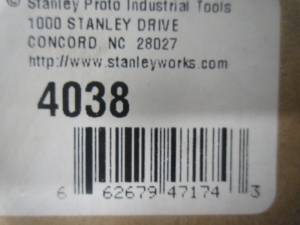 © Stanley Proto Industrial Tools
1000 STANLEY DRIVE
CONCORD, NC 28027
http://www.stanleyworks.com
4038
6 62679 47174 3